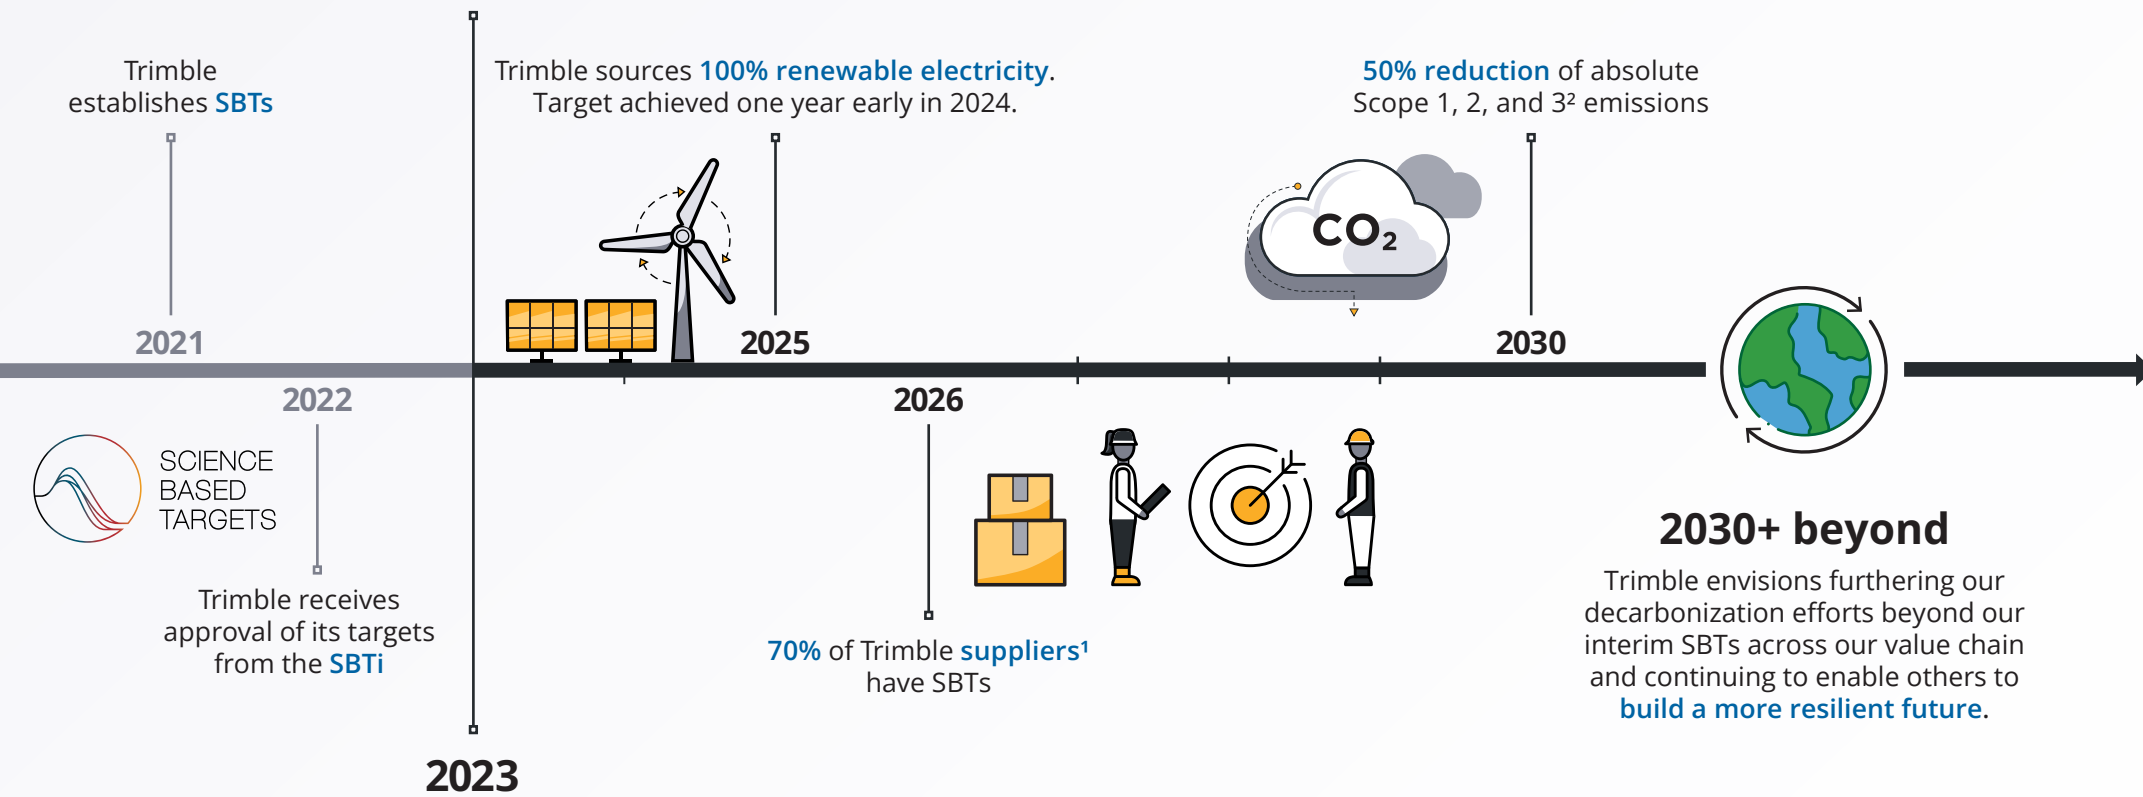 Trimble
establishes SBTs
2021
2022
SCIENCE
BASED
TARGETS
Trimble receives
approval of its targets
from the SBTi
2023
Trimble sources 100% renewable electricity.
Target achieved one year early in 2024.
2025
2026
70% of Trimble suppliers¹
have SBTs
50% reduction of absolute
Scope 1, 2, and 3² emissions
CO₂
2030
2030+ beyond
Trimble envisions furthering our
decarbonization efforts beyond our
interim SBTs across our value chain
and continuing to enable others to
build a more resilient future.